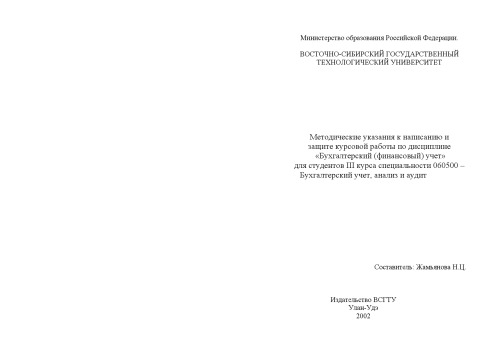 Министерство образования Российской Федерации.
ВОСТОЧНО-СИБИРСКИЙ ГОСУДАРСТВЕННЫЙ
ТЕХНОЛОГИЧЕСКИЙ УНИВЕРСИТЕТ
Методические указания к написанию и
защите курсовой работы по дисциплине
«Бухгалтерский (финансовый) учет»
для студентов III курса специальности 060500 –
Бухгалтерский учет, анализ и аудит
Составитель: Жамьянова Н.Ц.
Издательство ВСГТУ
Улан-Удэ
2002